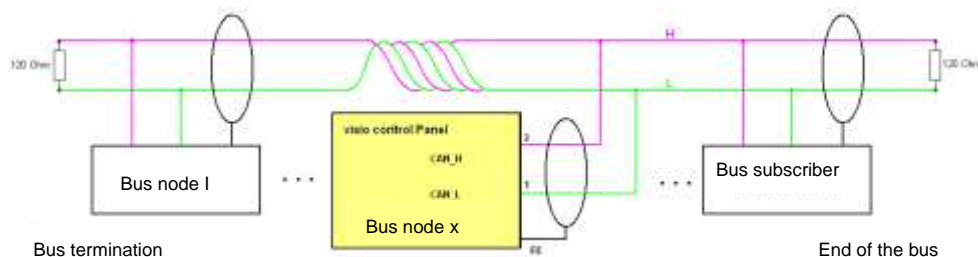 H
120 Ohm
120 Ohm
L
visio control Panel
2
CAN_H
Bus node I
• • •
CAN_L
1
• • •
Bus subscriber
Bus node x
Bus termination
End of the bus